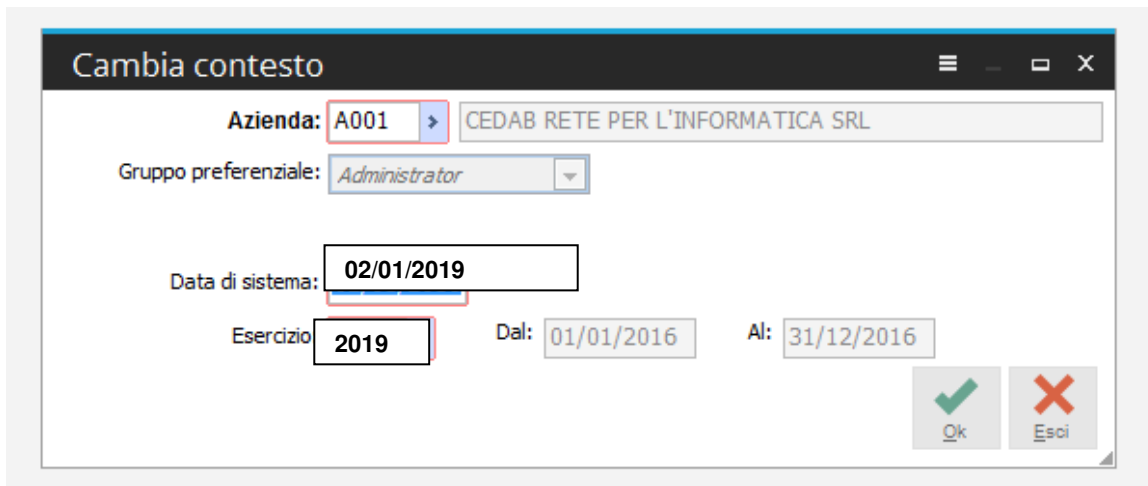 Cambia contesto
Azienda: A001 CEDAB RETE PER L'INFORMATICA SRL
Gruppo preferenziale: Administrator
Data di sistema: 02/01/2019
Esercizio 2019 Dal: 01/01/2016 Al: 31/12/2016
Ok Esci